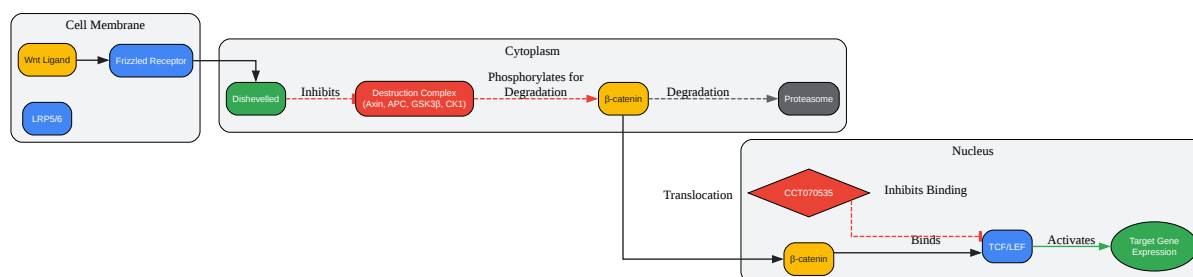 Cell Membrane
Wnt Ligand
Frizzled Receptor
LRP5/6
Cytoplasm
Dishevelled
Inhibits
Destruction Complex
(Axin, APC, GSK3β, CK1)
Phosphorylates for
Degradation
β-catenin
Degradation
Proteasome
Translocation
Nucleus
CCT070535
Inhibits Binding
β-catenin
Binds
TCF/LEF
Activates
Target Gene
Expression